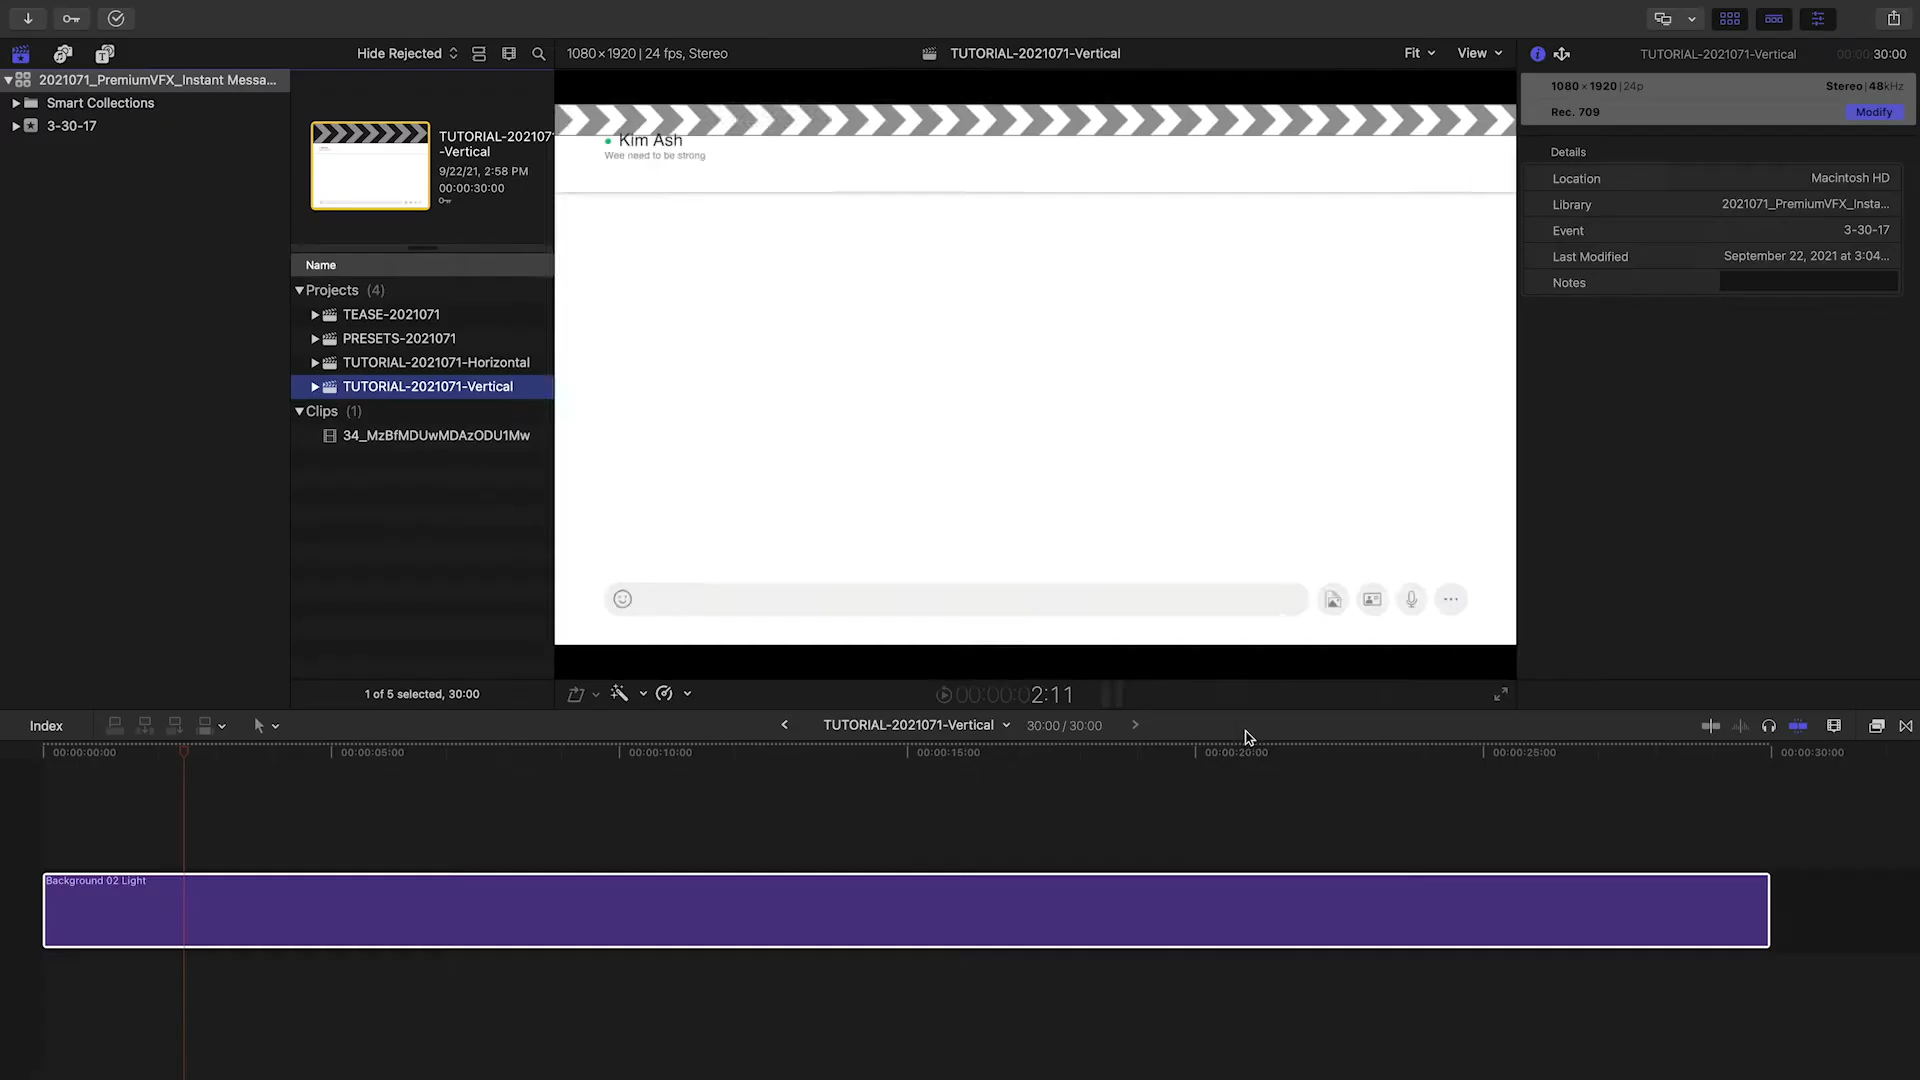 Hide Rejected
1080×1920 | 24 fps, Stereo
TUTORIAL-2021071-Vertical
Fit
View
TUTORIAL-2021071-Vertical
00:00:30:00
2021071_PremiumVFX_Instant Messa...
Smart Collections
3-30-17
TUTORIAL-202107
-Vertical
9/22/21, 2:58 PM
00:00:30:00
Name
Projects (4)
TEASE-2021071
PRESETS-2021071
TUTORIAL-2021071-Horizontal
TUTORIAL-2021071-Vertical
Clips (1)
34_MzBfMDUwMDAzODU1Mw
1 of 5 selected, 30:00
Kim Ash
Wee need to be strong
00:00:02:11
1080×1920 | 24p
Stereo | 48kHz
Rec. 709
Modify
Details
Location
Macintosh HD
Library
2021071_PremiumVFX_Insta...
Event
3-30-17
Last Modified
September 22, 2021 at 3:04...
Notes
Index
TUTORIAL-2021071-Vertical
30:00 / 30:00
00:00:00:00
00:00:05:00
00:00:10:00
00:00:15:00
00:00:20:00
00:00:25:00
00:00:30:00
Background 02 Light